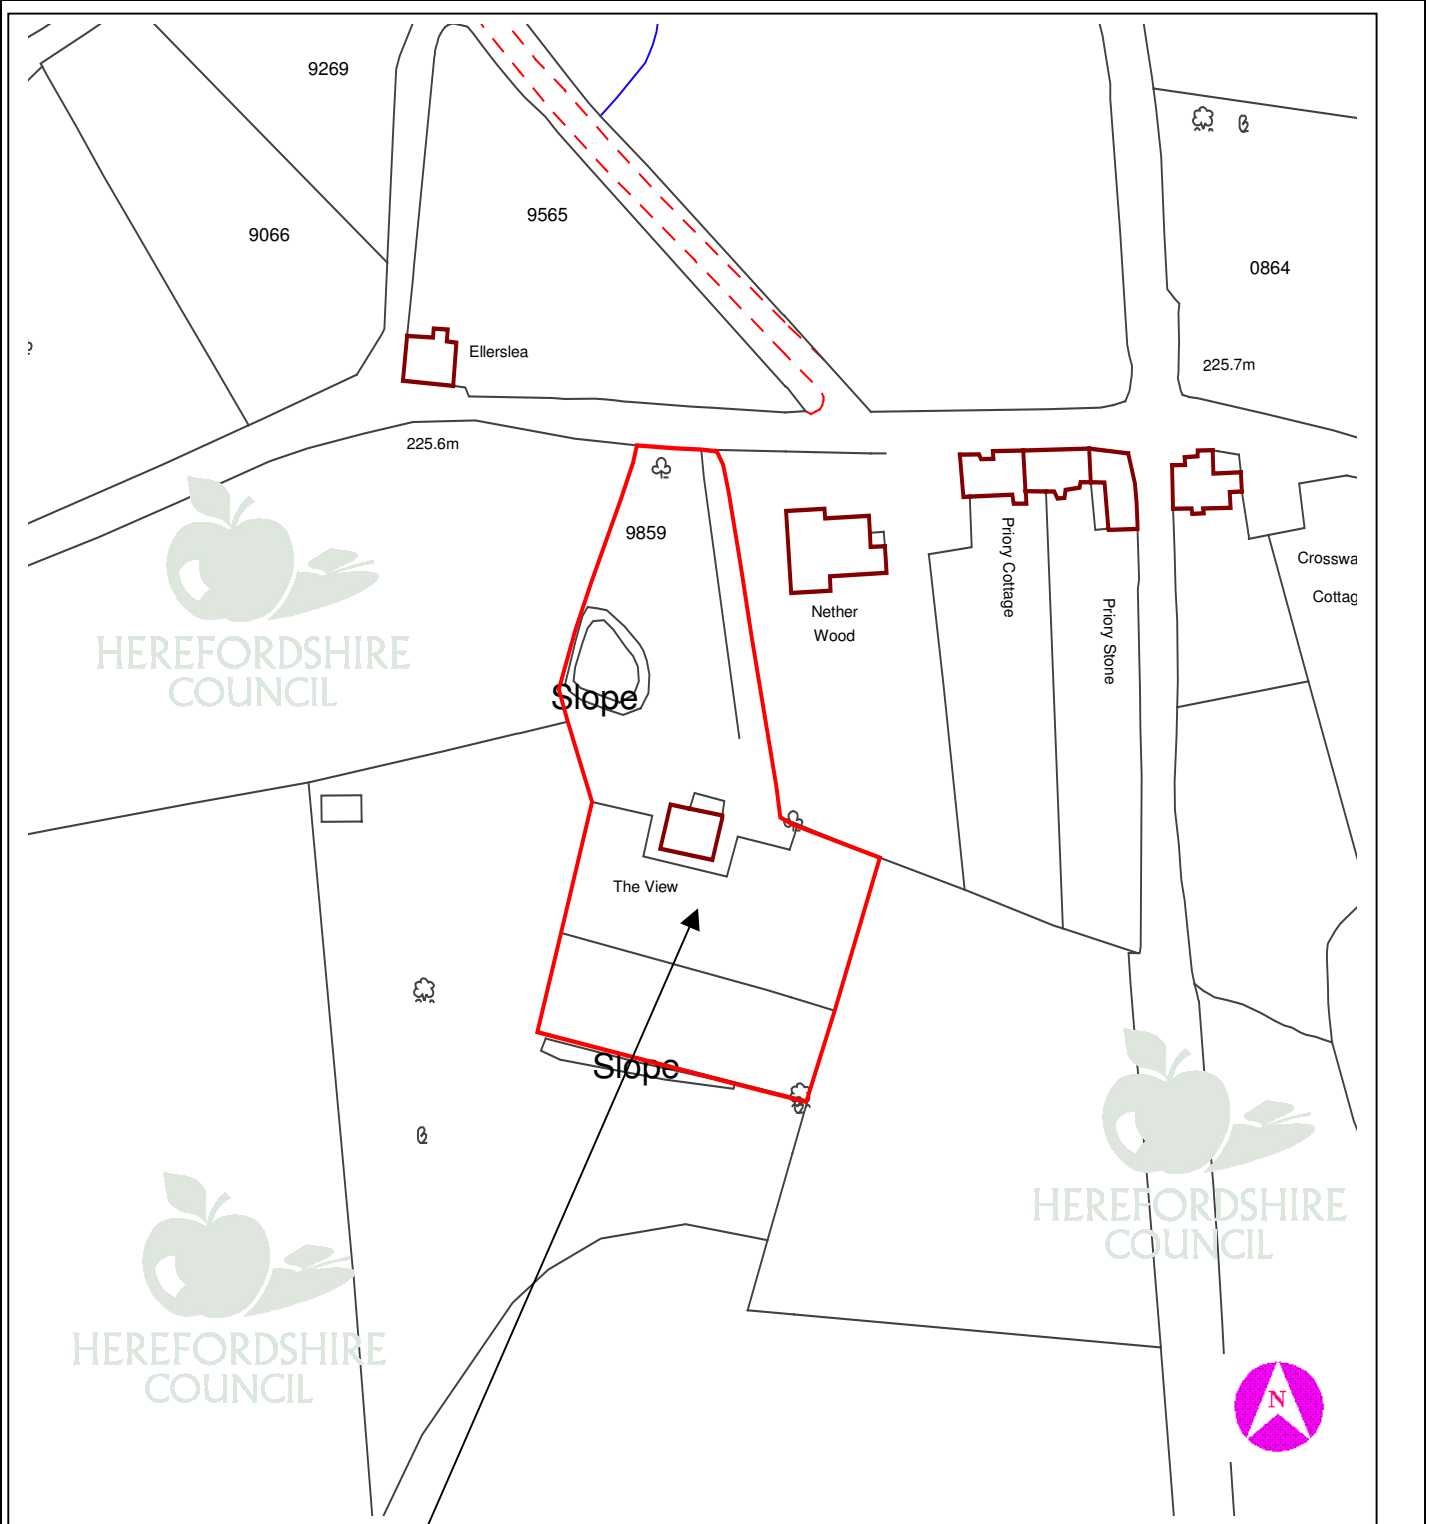 9269
9565
9066
0864
Ellerslea
225.7m
225.6m
9859
Priory Cottage
Crosswa
Cottag
Nether
Wood
Priory Stone
HEREFORDSHIRE
COUNCIL
Slope
The View
Slope
HEREFORDSHIRE
COUNCIL
HEREFORDSHIRE
COUNCIL
N